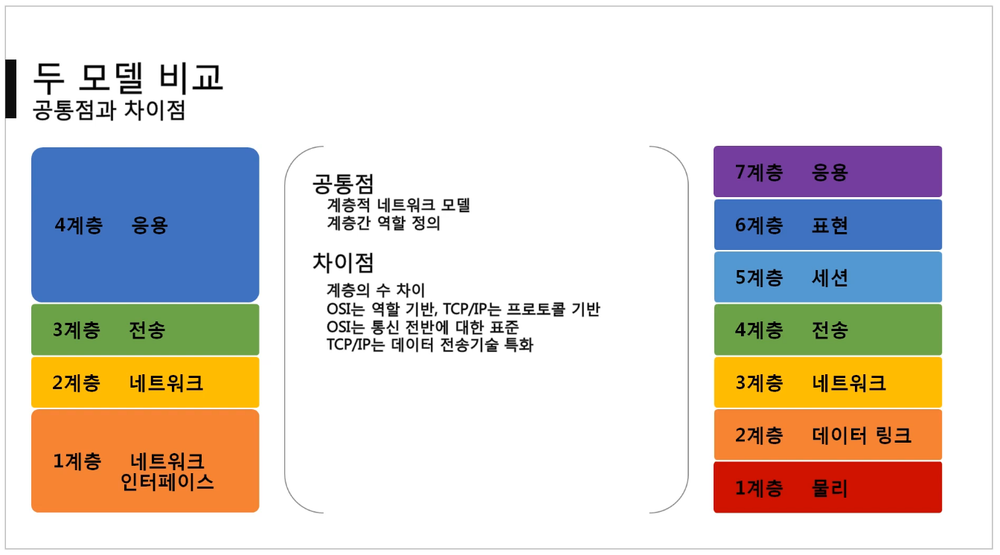 두 모델 비교
공통점과 차이점
4계층 응용
3계층 전송
2계층 네트워크
1계층 네트워크
인터페이스
공통점
계층적 네트워크 모델
계층간 역할 정의
차이점
계층의 수 차이
OSI는 역할 기반, TCP/IP는 프로토콜 기반
OSI는 통신 전반에 대한 표준
TCP/IP는 데이터 전송기술 특화
7계층 응용
6계층 표현
5계층 세션
4계층 전송
3계층 네트워크
2계층 데이터 링크
1계층 물리